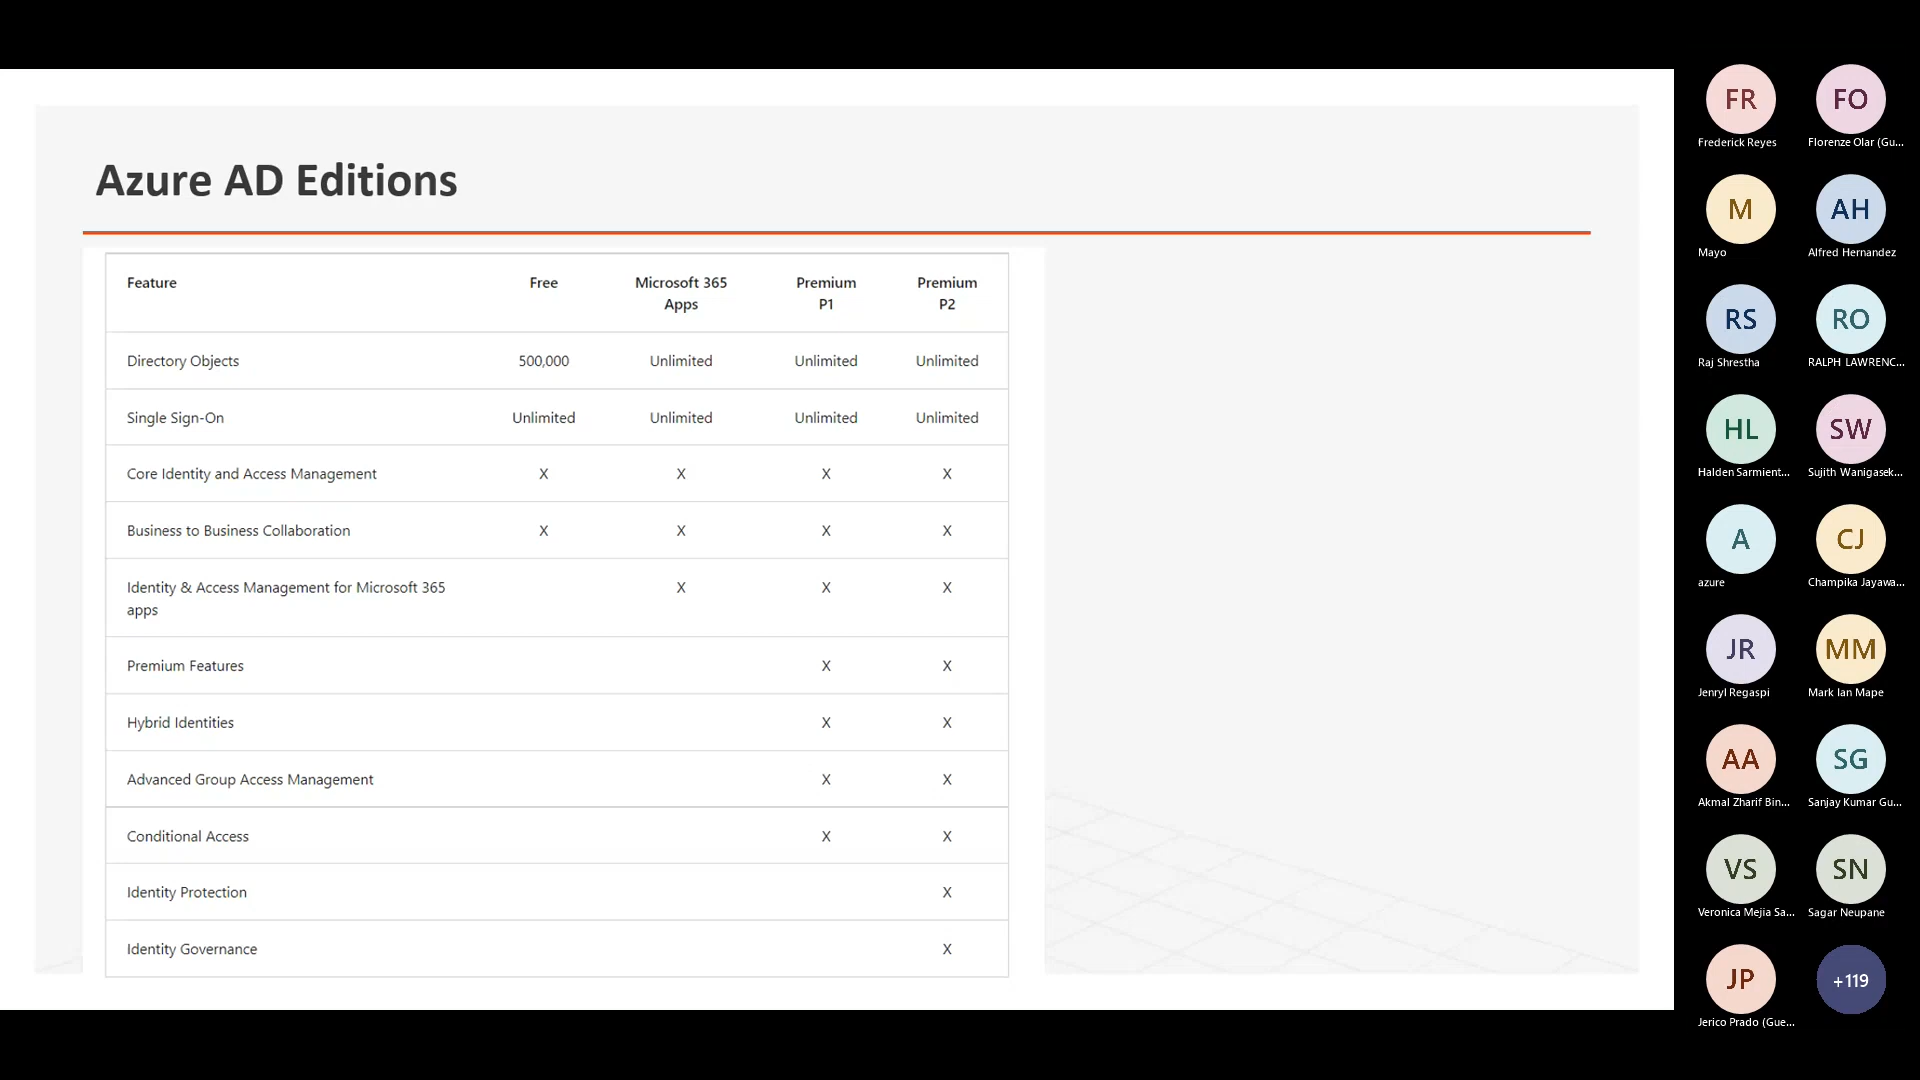 Azure AD Editions
Feature Free Microsoft 365 Apps Premium P1 Premium P2
Directory Objects 500,000 Unlimited Unlimited Unlimited
Single Sign-On Unlimited Unlimited Unlimited Unlimited
Core Identity and Access Management X X X X
Business to Business Collaboration X X X X
Identity & Access Management for Microsoft 365 apps X X X
Premium Features X X
Hybrid Identities X X
Advanced Group Access Management X X
Conditional Access X X
Identity Protection X
Identity Governance X
FR FO
Frederick Reyes Florenze Olar (Gu...
M AH
Mayo Alfred Hernandez
RS RO
Raj Shrestha RALPH LAWRENC...
HL SW
Halden Sarmient... Sujith Wanigasek...
A CJ
azure Champika Jayawa...
JR MM
Jenryl Regaspi Mark Ian Mape
AA SG
Akmal Zharif Bin... Sanjay Kumar Gu...
VS SN
Veronica Mejia Sa... Sagar Neupane
JP +119
Jerico Prado (Gue...